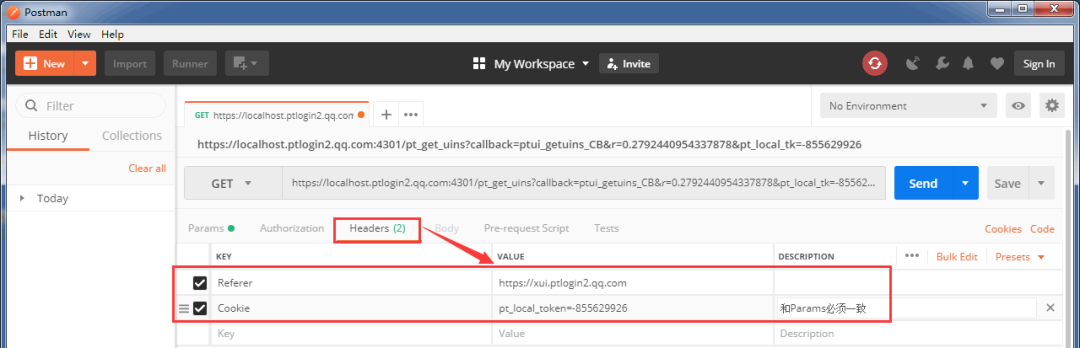 Postman
File Edit View Help
New Import Runner My Workspace Invite Sign In
Filter
History Collections
Clear all
Today
GET https://localhost.ptlogin2.qq.com
No Environment
https://localhost.ptlogin2.qq.com:4301/pt_get_uins?callback=ptui_getuins_CB&r=0.2792440954337878&pt_local_tk=-855629926
GET https://localhost.ptlogin2.qq.com:4301/pt_get_uins?callback=ptui_getuins_CB&r=0.2792440954337878&pt_local_tk=-85562... Send Save
Params Authorization Headers (2) Body Pre-request Script Tests Cookies Code
KEY VALUE DESCRIPTION Bulk Edit Presets
Referer https://xui.ptlogin2.qq.com
Cookie pt_local_token=-855629926 和Params必须一致
Key Value Description